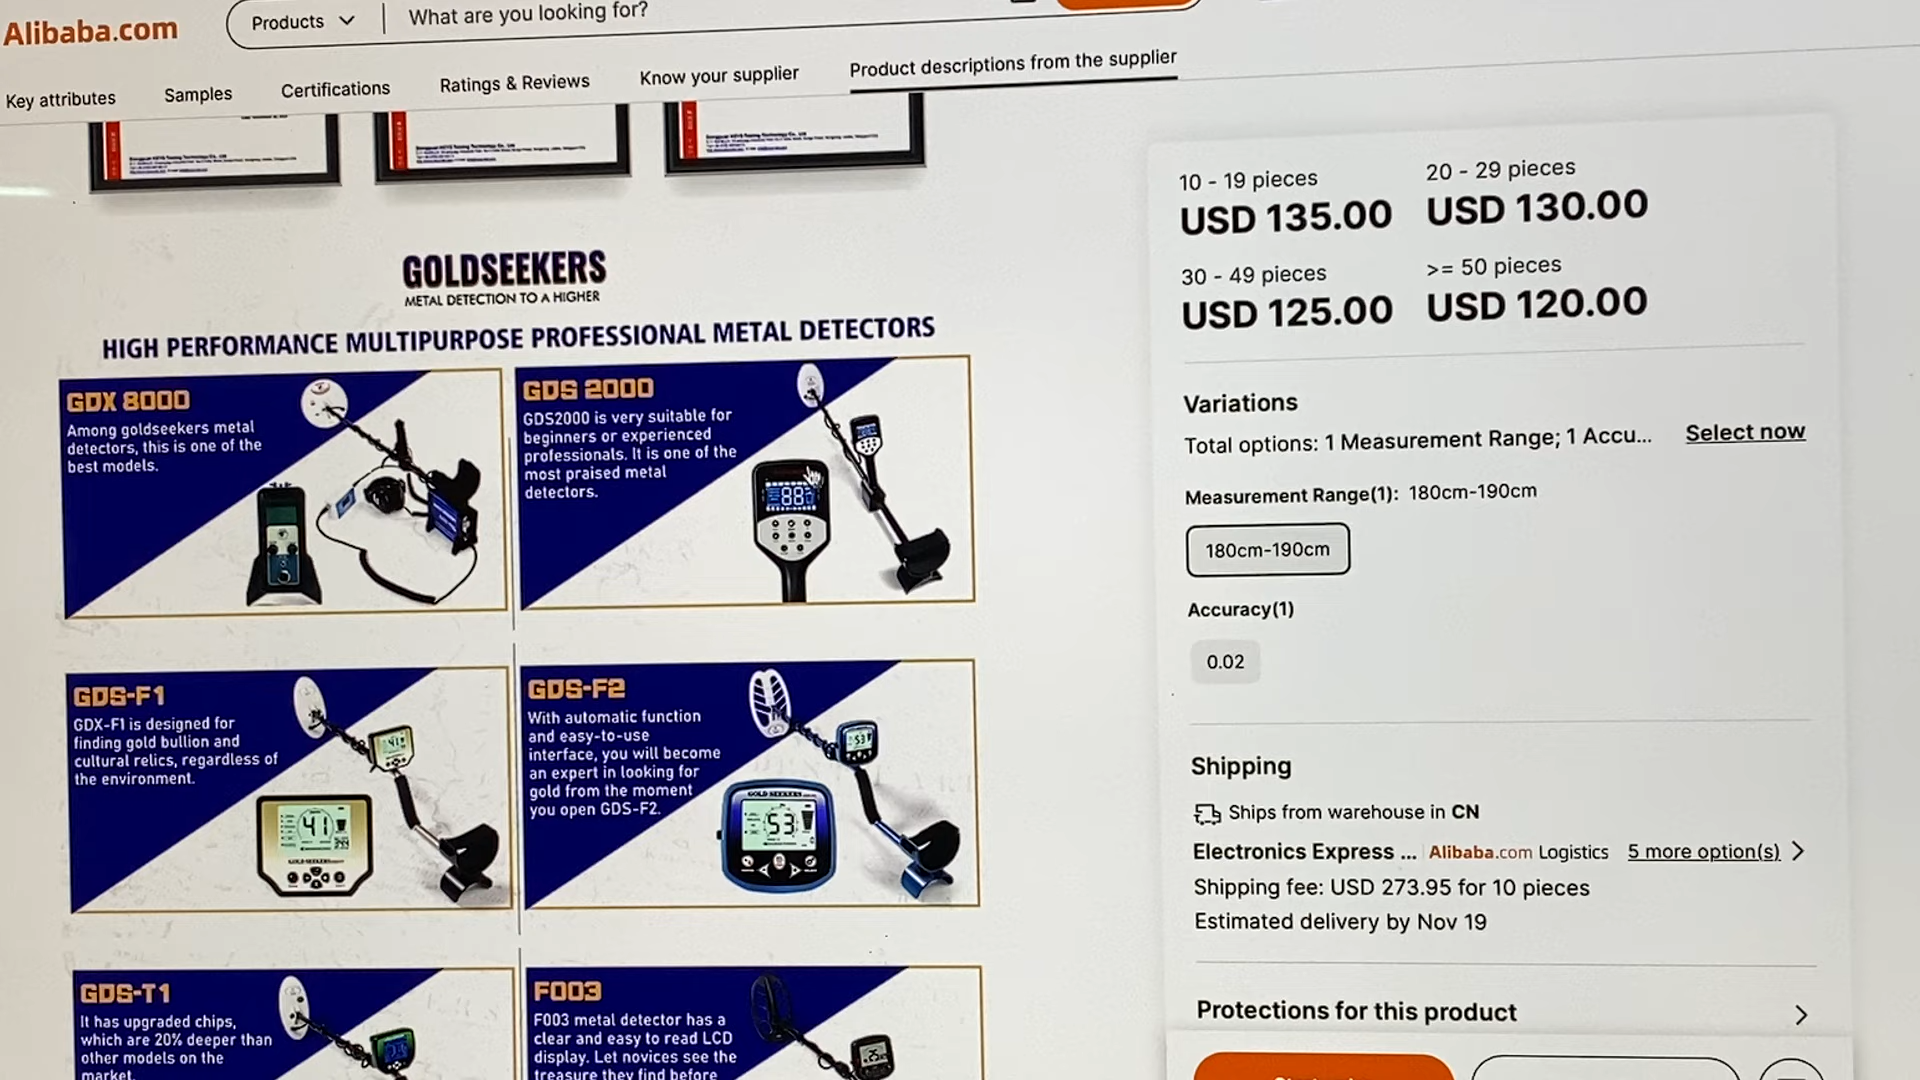 Alibaba.com
Products
What are you looking for?
Key attributes
Samples
Certifications
Ratings & Reviews
Know your supplier
Product descriptions from the supplier
GOLDSEEKERS
METAL DETECTION TO A HIGHER
HIGH PERFORMANCE MULTIPURPOSE PROFESSIONAL METAL DETECTORS
GDX 8000
Among goldseekers metal
detectors, this is one of the
best models.
GDS 2000
GDS2000 is very suitable for
beginners or experienced
professionals. It is one of the
most praised metal
detectors.
88
GDS-F1
GDX-F1 is designed for
finding gold bullion and
cultural relics, regardless of
the environment.
41
41
GOLD SEEKERS
GDS-F2
With automatic function
and easy-to-use
interface, you will become
an expert in looking for
gold from the moment
you open GDS-F2.
53
GOLD SEEKERS
53
GDS-T1
It has upgraded chips,
which are 20% deeper than
other models on the
market.
F003
F003 metal detector has a
clear and easy to read LCD
display. Let novices see the
treasure they find before
10 - 19 pieces
USD 135.00
20 - 29 pieces
USD 130.00
30 - 49 pieces
USD 125.00
>= 50 pieces
USD 120.00
Variations
Total options: 1 Measurement Range; 1 Accu...
Select now
Measurement Range(1): 180cm-190cm
180cm-190cm
Accuracy(1)
0.02
Shipping
Ships from warehouse in CN
Electronics Express ... Alibaba.com Logistics 5 more option(s)
Shipping fee: USD 273.95 for 10 pieces
Estimated delivery by Nov 19
Protections for this product